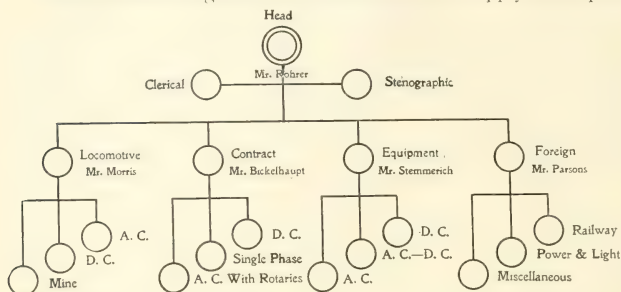 Head
Mr. Rohrer
Clerical
Stenographic
Locomotive
Mr. Morris
Contract
Mr. Bickelhaupt
Equipment
Mr. Stemmerich
Foreign
Mr. Parsons
A. C.
D. C.
Mine
D. C.
Single Phase
A. C. With Rotaries
D. C.
A. C.—D. C.
A. C.
Railway
Power & Light
Miscellaneous